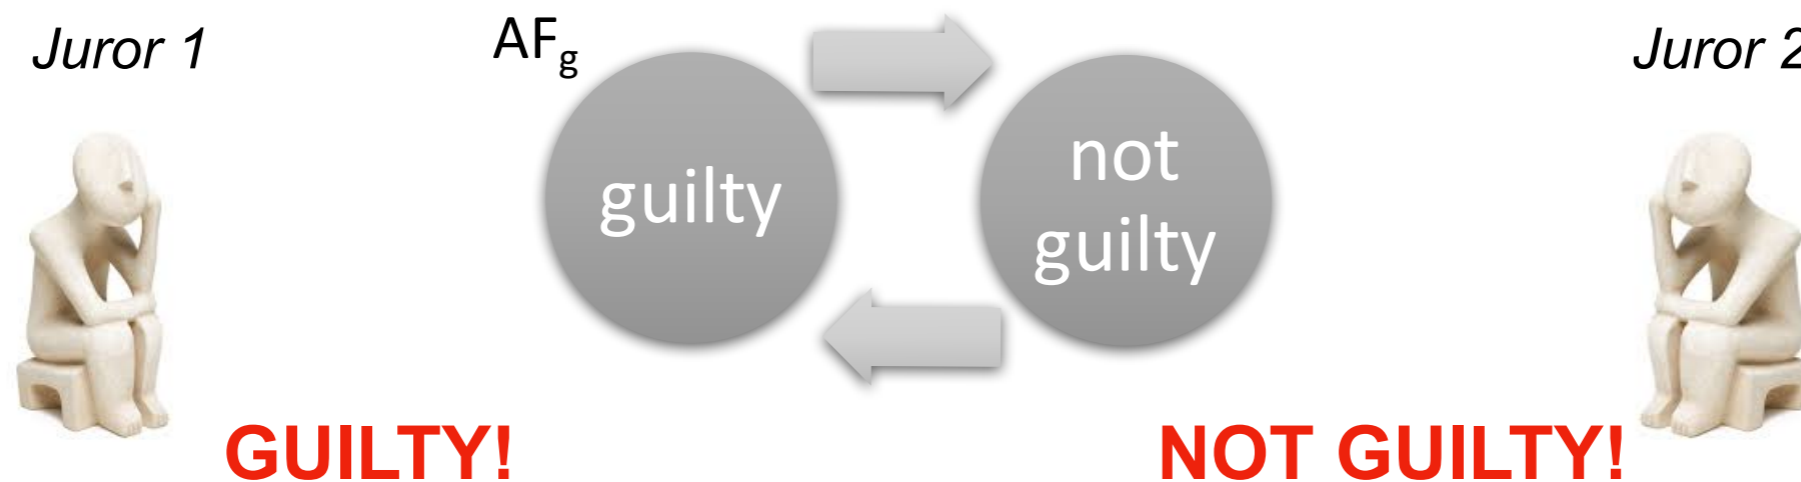 Juror 1
AFg
Juror 2
guilty
not
guilty
GUILTY!
NOT GUILTY!